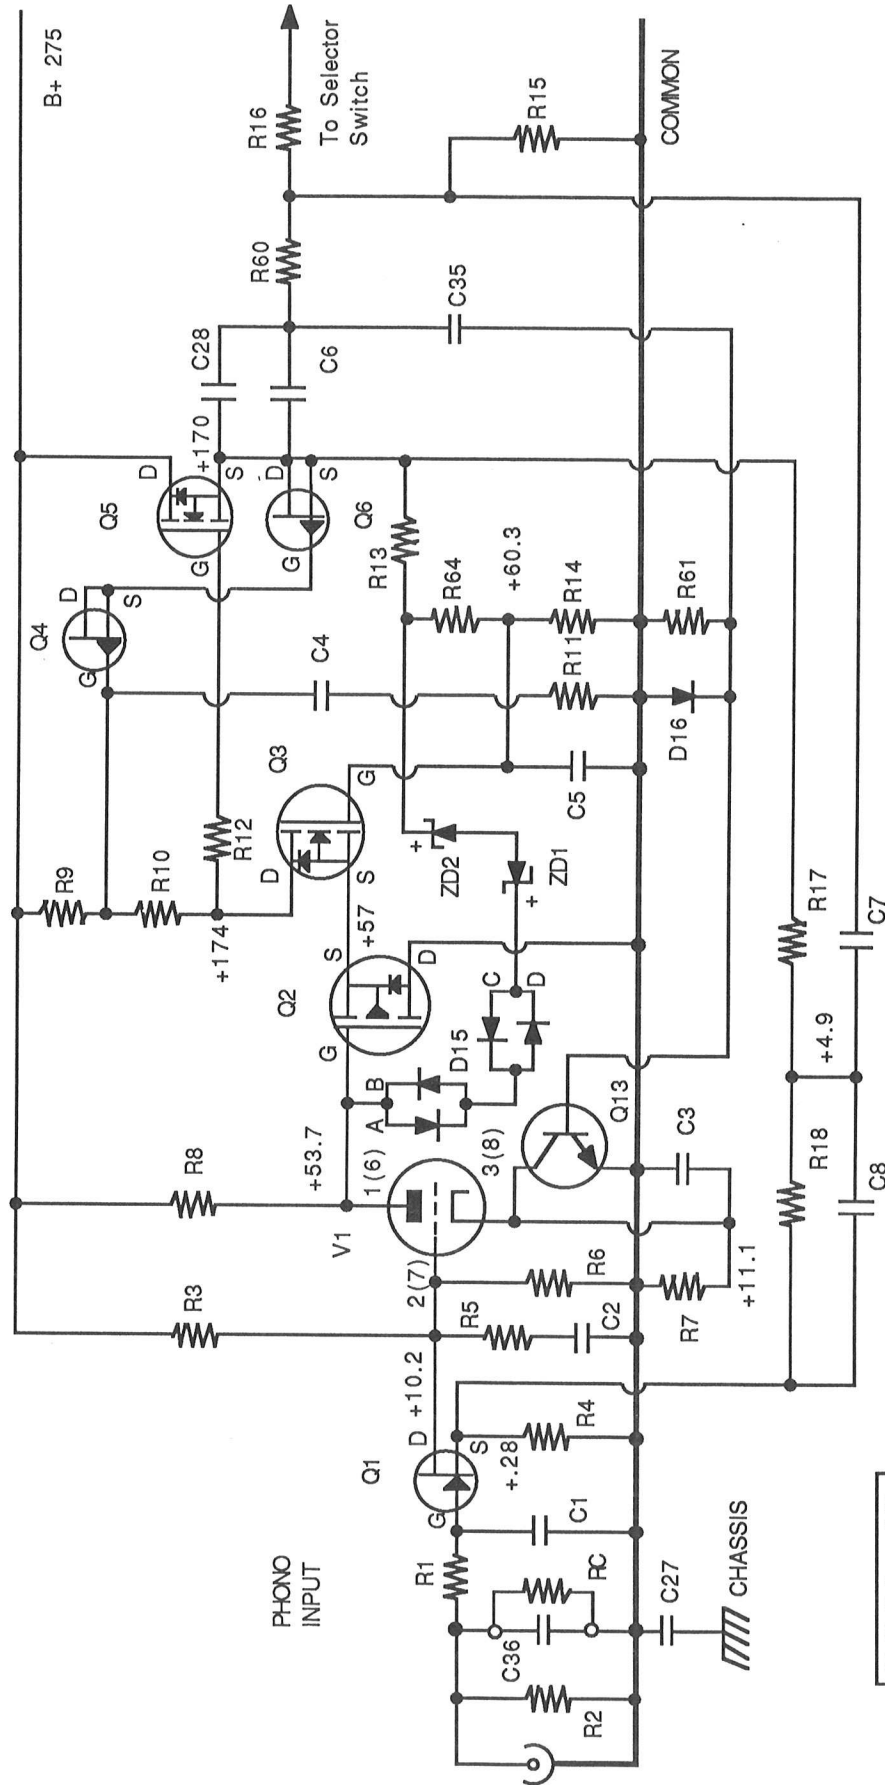 B+ 275
To Selector
Switch
R16
R15
COMMON
R60
C35
C28
C6
+170
D
S
Q5
G
D
S
G
Q6
R13
R64
+60.3
R14
R61
D
S
Q4
G
C4
R11
D16
Q3
G
D
S
C5
R9
R10
R12
+174
ZD2
+
ZD1
+
+57
S
D
Q2
G
C
D
D15
A
B
R17
C7
+4.9
Q13
C3
R18
C8
R8
+53.7
1(6)
3(8)
V1
2(7)
R6
+11.1
R7
R3
R5
C2
+10.2
D
S
Q1
G
+.28
R4
C1
PHONO
INPUT
R1
RC
C36
C27
CHASSIS
R2